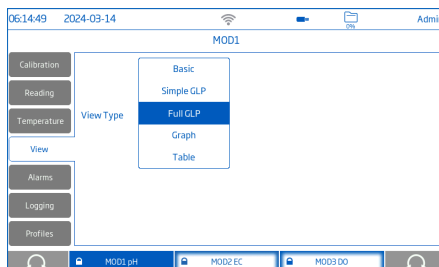 06:14:49 2024-03-14 0% Admi
MOD1
Calibration
Reading
Temperature
View
Alarms
Logging
Profiles
View Type
Basic
Simple GLP
Full GLP
Graph
Table
MOD1 pH MOD2 EC MOD3 DO